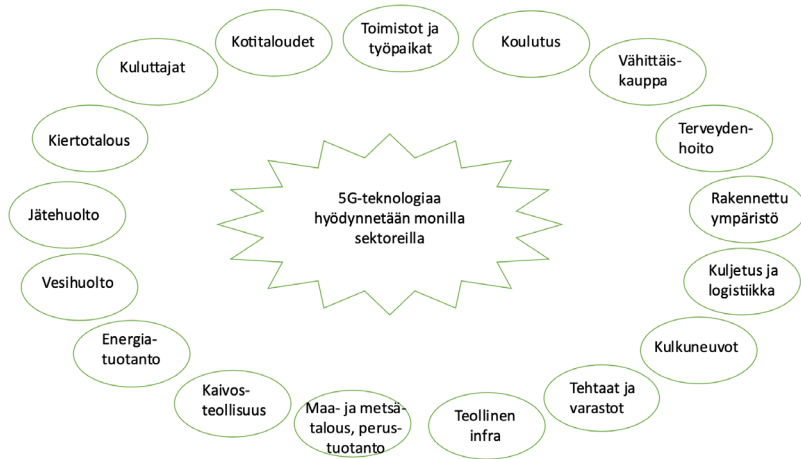 Toimistot ja
työpaikat
Koulutus
Vähittäis-
kauppa
Terveyden-
hoito
Rakennettu
ympäristö
Kuljetus ja
logistiikka
Kulkuneuvot
Tehtaat ja
varastot
Teollinen
infra
Maa- ja metsä-
talous, perus-
tuotanto
Kaivos-
teollisuus
Energia-
tuotanto
Vesihuolto
Jätehuolto
Kiertotalous
Kuluttajat
Kotitaloudet
5G-teknologiaa
hyödynnetään monilla
sektoreilla